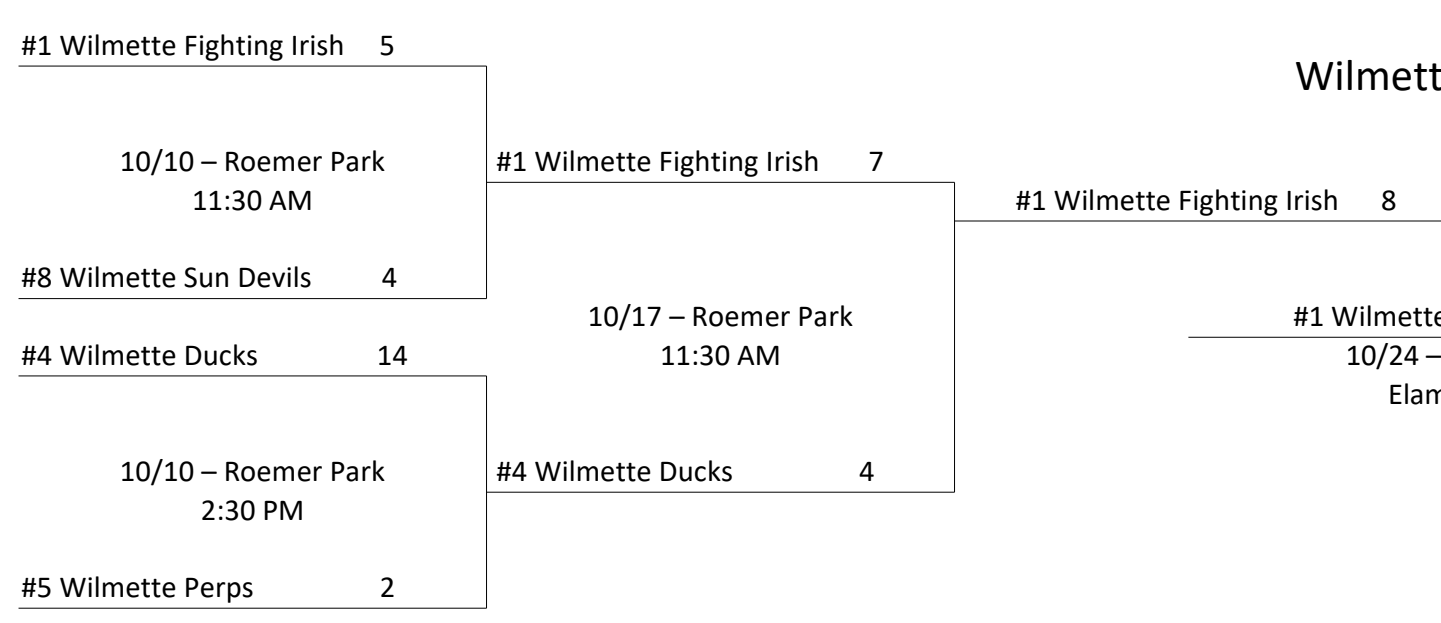 #1 Wilmette Fighting Irish 5
10/10 – Roemer Park
11:30 AM
#8 Wilmette Sun Devils 4
#4 Wilmette Ducks 14
10/10 – Roemer Park
2:30 PM
#5 Wilmette Perps 2
#1 Wilmette Fighting Irish 7
10/17 – Roemer Park
11:30 AM
#4 Wilmette Ducks 4
Wilmett
#1 Wilmette Fighting Irish 8
#1 Wilmette
10/24 –
Elam